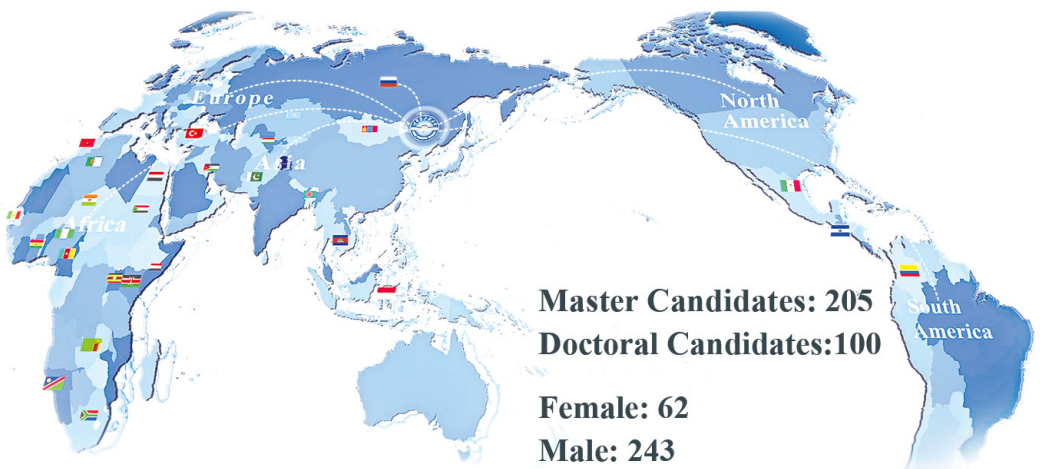 Europe
North
America
Asia
Africa
Master Candidates: 205
South
America
Doctoral Candidates:100
Female: 62
Male: 243